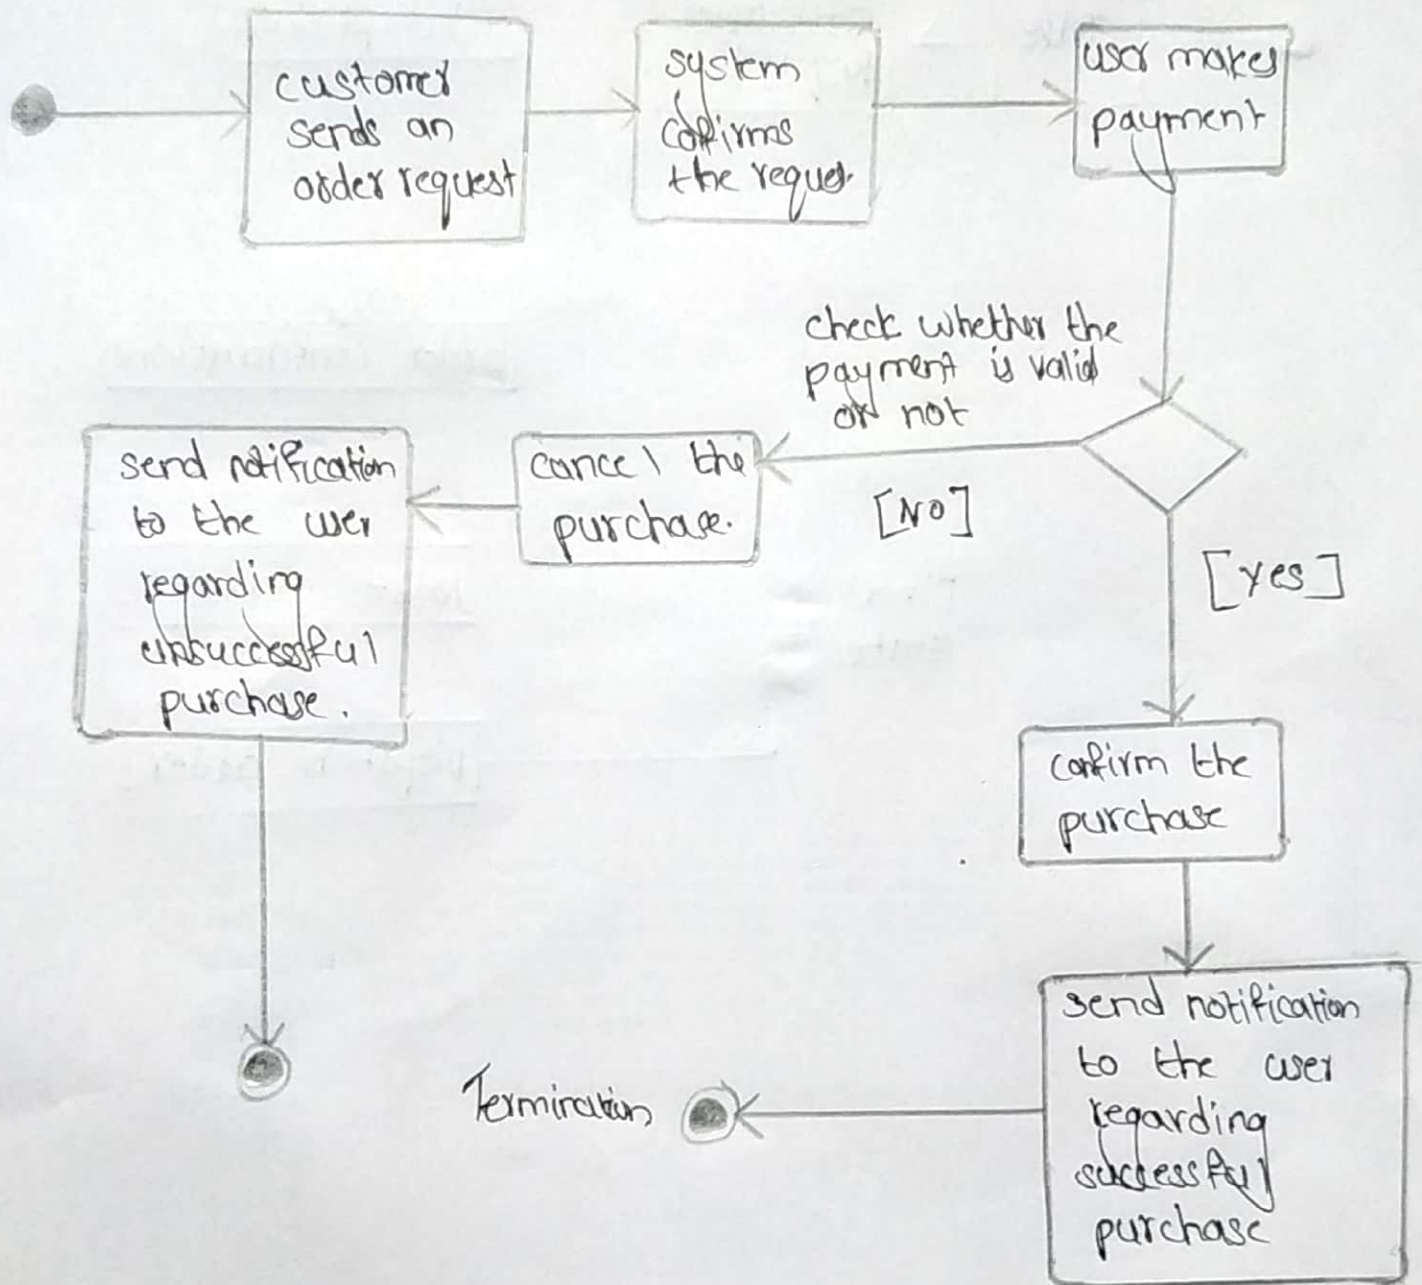 customer
sends an
order request
system
confirms
the reques.
user makes
payment
check whether the
payment is valid
or not
[NO]
[Yes]
cancel the
purchase.
send notification
to the user
regarding
unsuccessful
purchase.
confirm the
purchase
send notification
to the user
regarding
successful
purchase
Termination